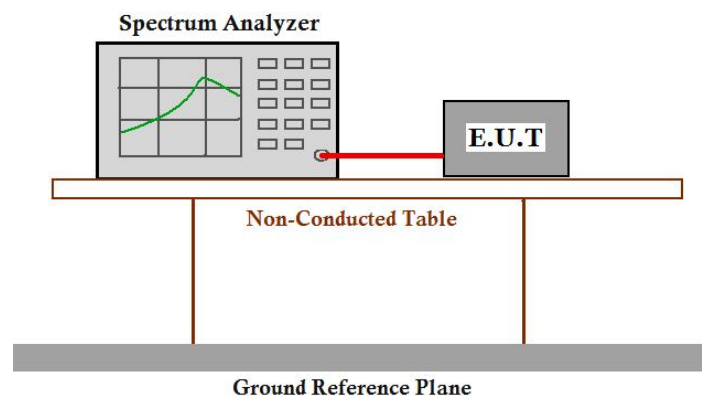 Spectrum Analyzer
E.U.T
Non-Conducted Table
Ground Reference Plane